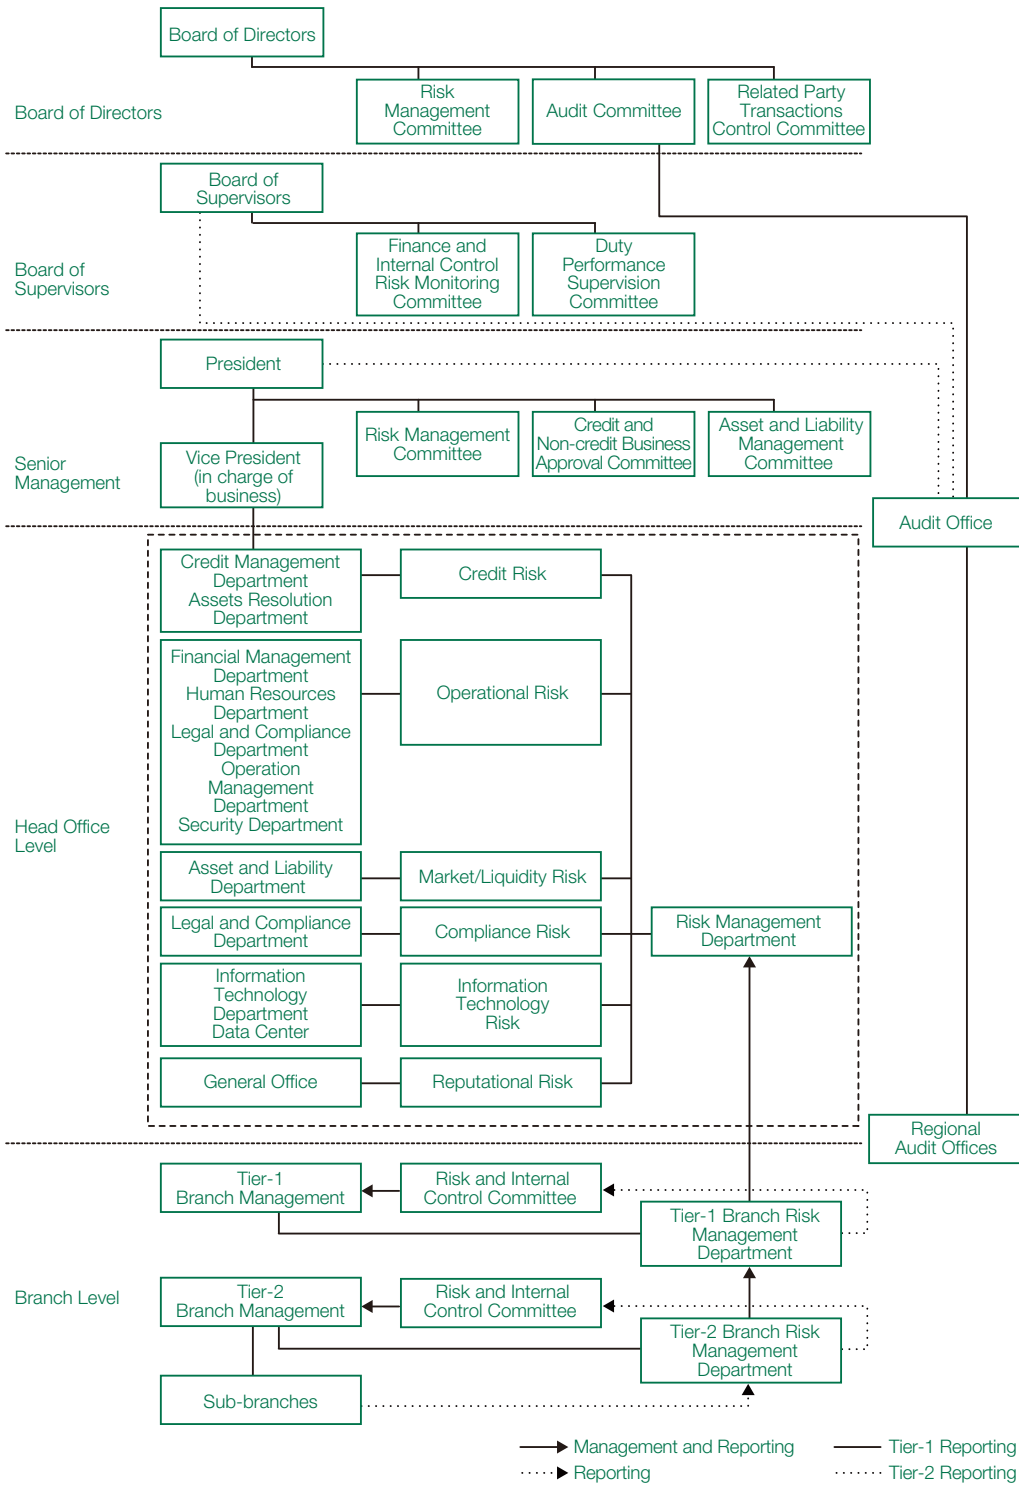 Board of Directors
Board of Directors
Risk
Management
Committee
Audit Committee
Related Party
Transactions
Control Committee
Board of
Supervisors
Board of
Supervisors
Finance and
Internal Control
Risk Monitoring
Committee
Duty
Performance
Supervision
Committee
President
Senior
Management
Vice President
(in charge of
business)
Risk Management
Committee
Credit and
Non-credit Business
Approval Committee
Asset and Liability
Management
Committee
Audit Office
Head Office
Level
Credit Management
Department
Assets Resolution
Department
Credit Risk
Financial Management
Department
Human Resources
Department
Legal and Compliance
Department
Operation
Management
Department
Security Department
Operational Risk
Asset and Liability
Department
Market/Liquidity Risk
Legal and Compliance
Department
Compliance Risk
Risk Management
Department
Information
Technology
Department
Data Center
Information
Technology
Risk
General Office
Reputational Risk
Regional
Audit Offices
Branch Level
Tier-1
Branch Management
Risk and Internal
Control Committee
Tier-1 Branch Risk
Management
Department
Tier-2
Branch Management
Risk and Internal
Control Committee
Tier-2 Branch Risk
Management
Department
Sub-branches
Management and Reporting
Tier-1 Reporting
Reporting
Tier-2 Reporting